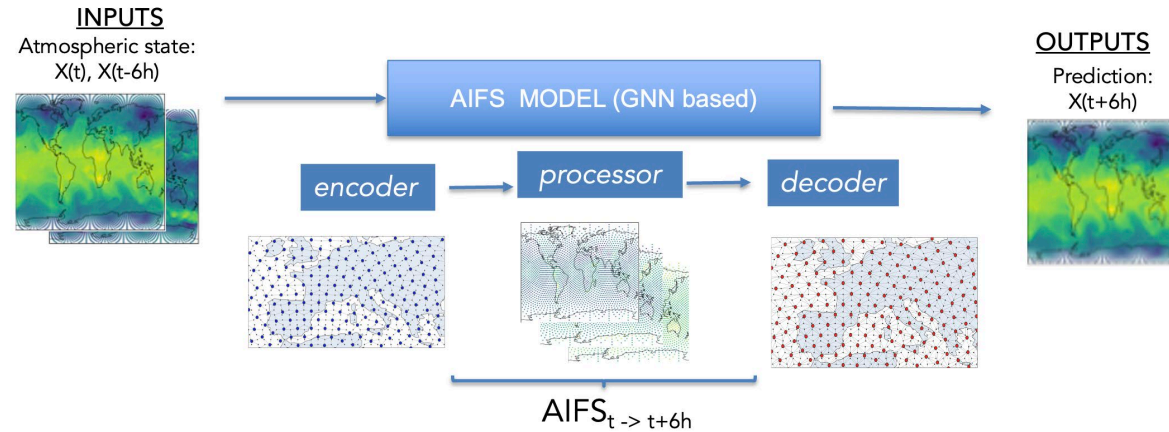 INPUTS
Atmospheric state:
X(t), X(t-6h)
AIFS MODEL (GNN based)
OUTPUTS
Prediction:
X(t+6h)
encoder
processor
decoder
AIFSt -> t+6h